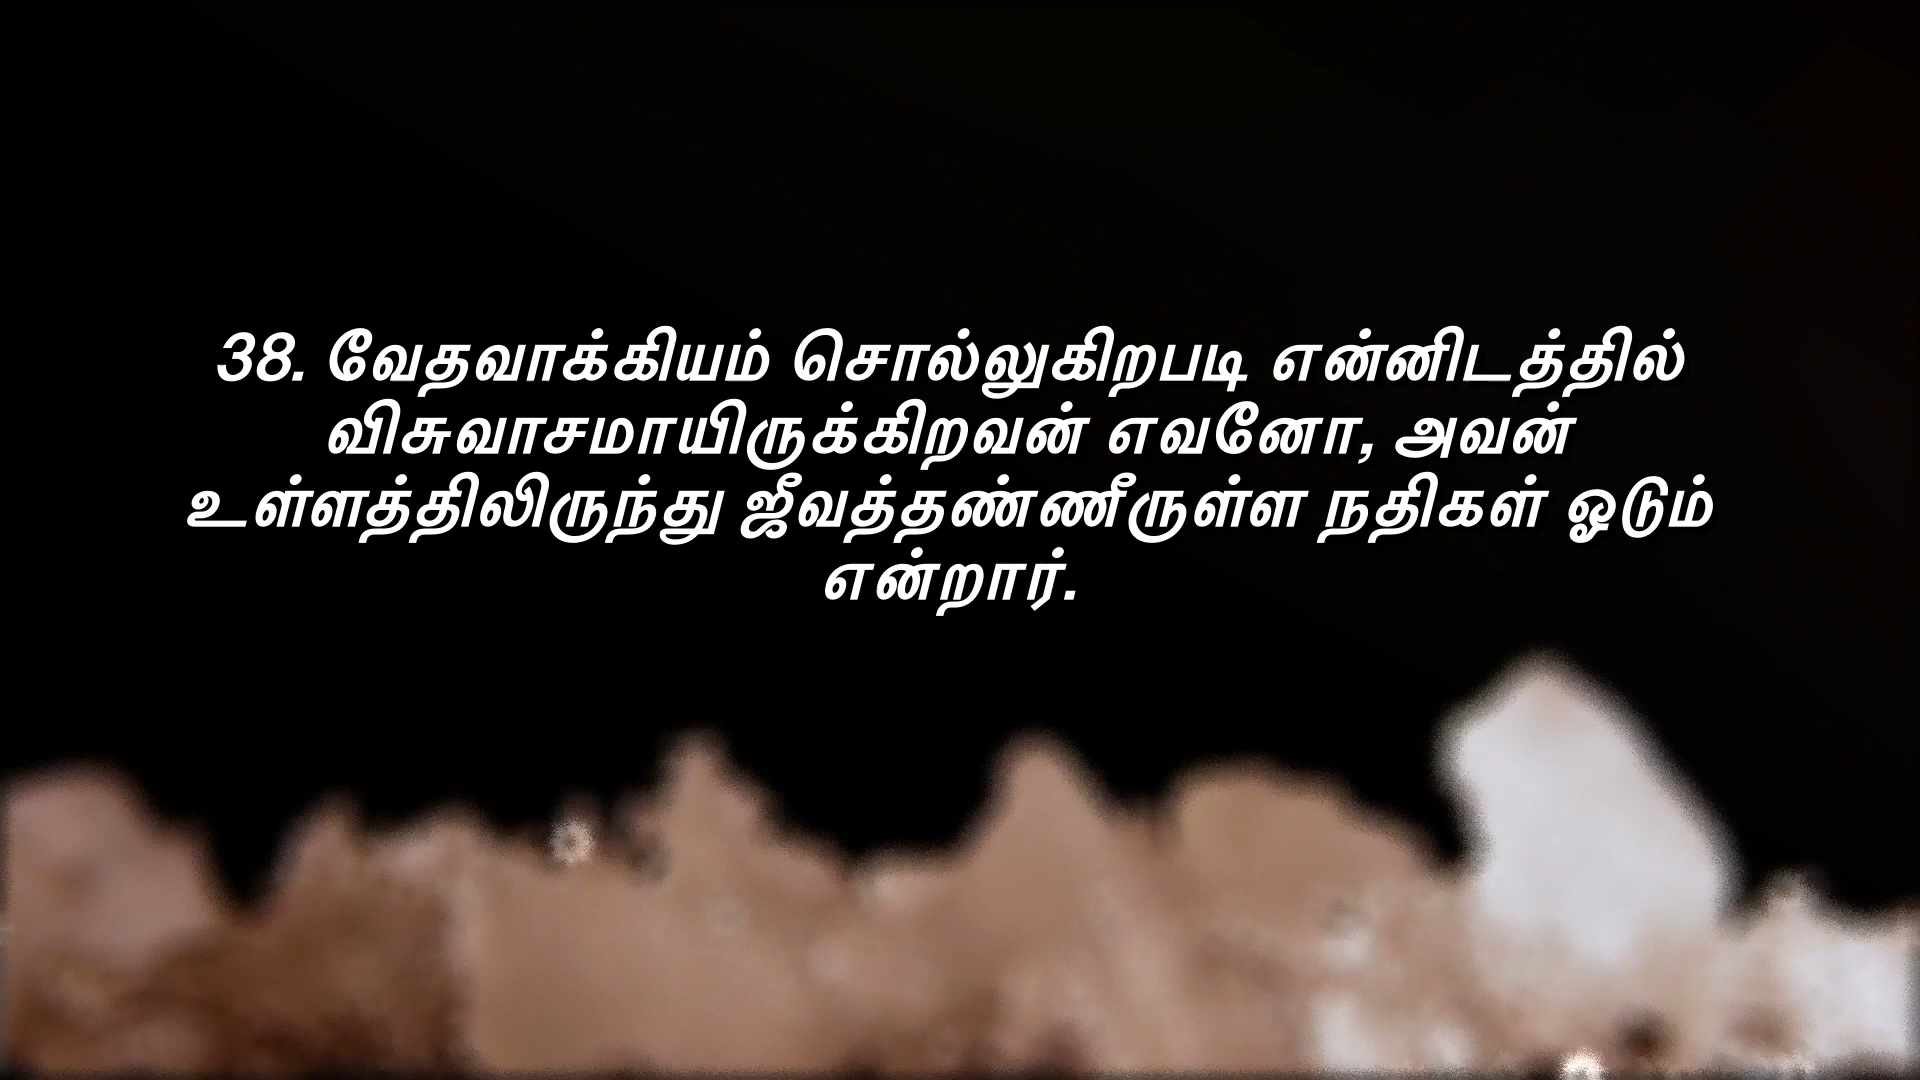 38. வேதவாக்கியம் சொல்லுகிறபடி என்னிடத்தில்
விசுவாசமாயிருக்கிறவன் எவனோ, அவன்
உள்ளத்திலிருந்து ஜீவத்தண்ணீருள்ள நதிகள் ஓடும்
என்றார்.